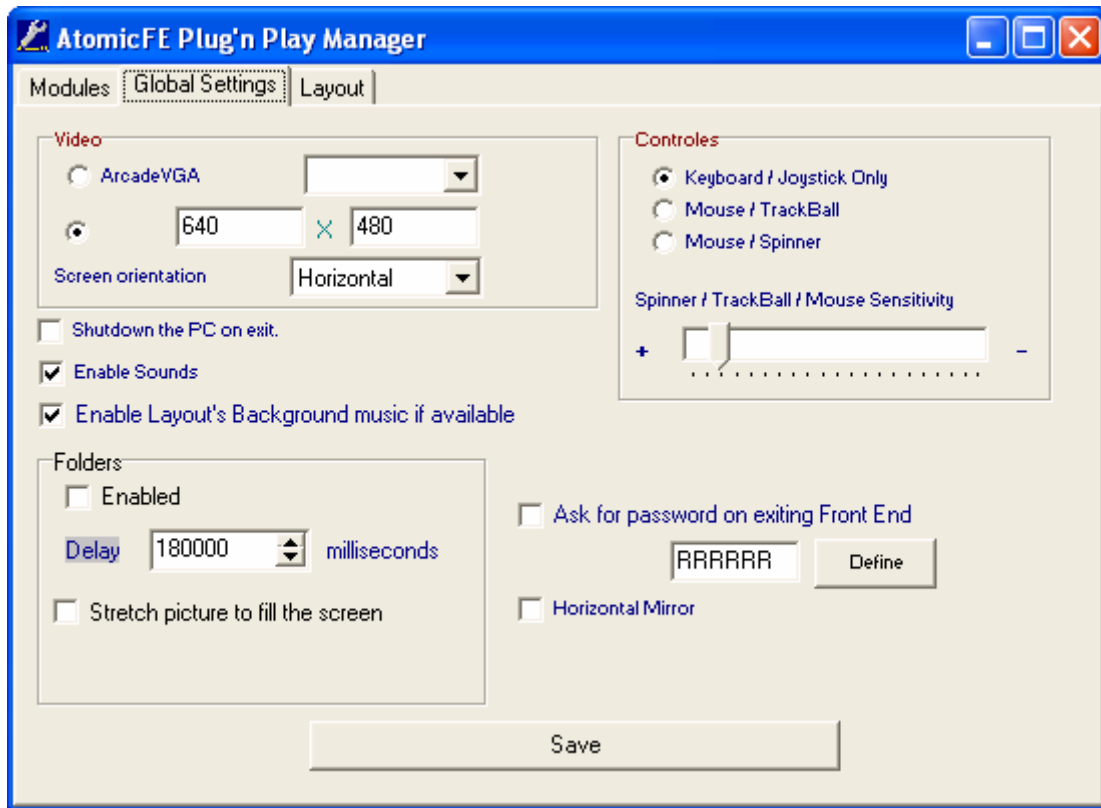 AtomicFE Plug'n Play Manager
Modules
Global Settings
Layout
Video
ArcadeVGA
640 X 480
Screen orientation Horizontal
Shutdown the PC on exit.
Enable Sounds
Enable Layout's Background music if available
Controles
Keyboard / Joystick Only
Mouse / TrackBall
Mouse / Spinner
Spinner / TrackBall / Mouse Sensitivity
+ -
Folders
Enabled
Delay 180000 milliseconds
Stretch picture to fill the screen
Ask for password on exiting Front End
RRRRRR Define
Horizontal Mirror
Save